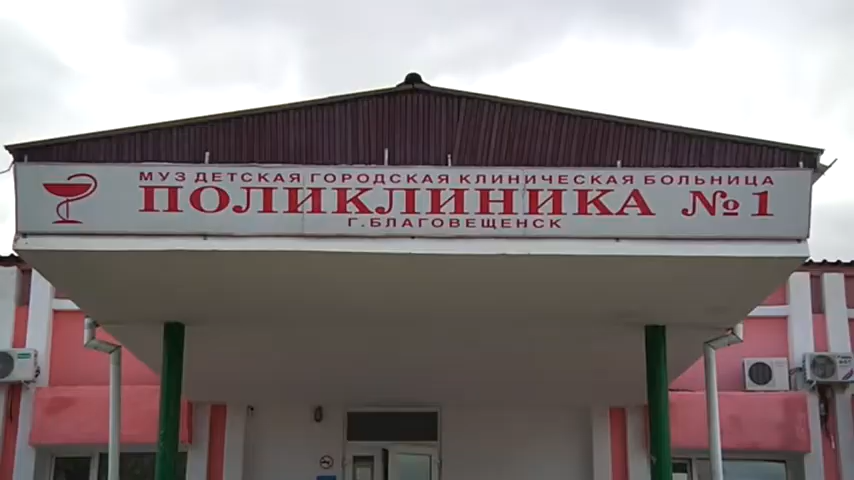 МУЗ ДЕТСКАЯ ГОРОДСКАЯ КЛИНИЧЕСКАЯ БОЛЬНИЦА
ПОЛИКЛИНИКА №1
Г.БЛАГОВЕЩЕНСК